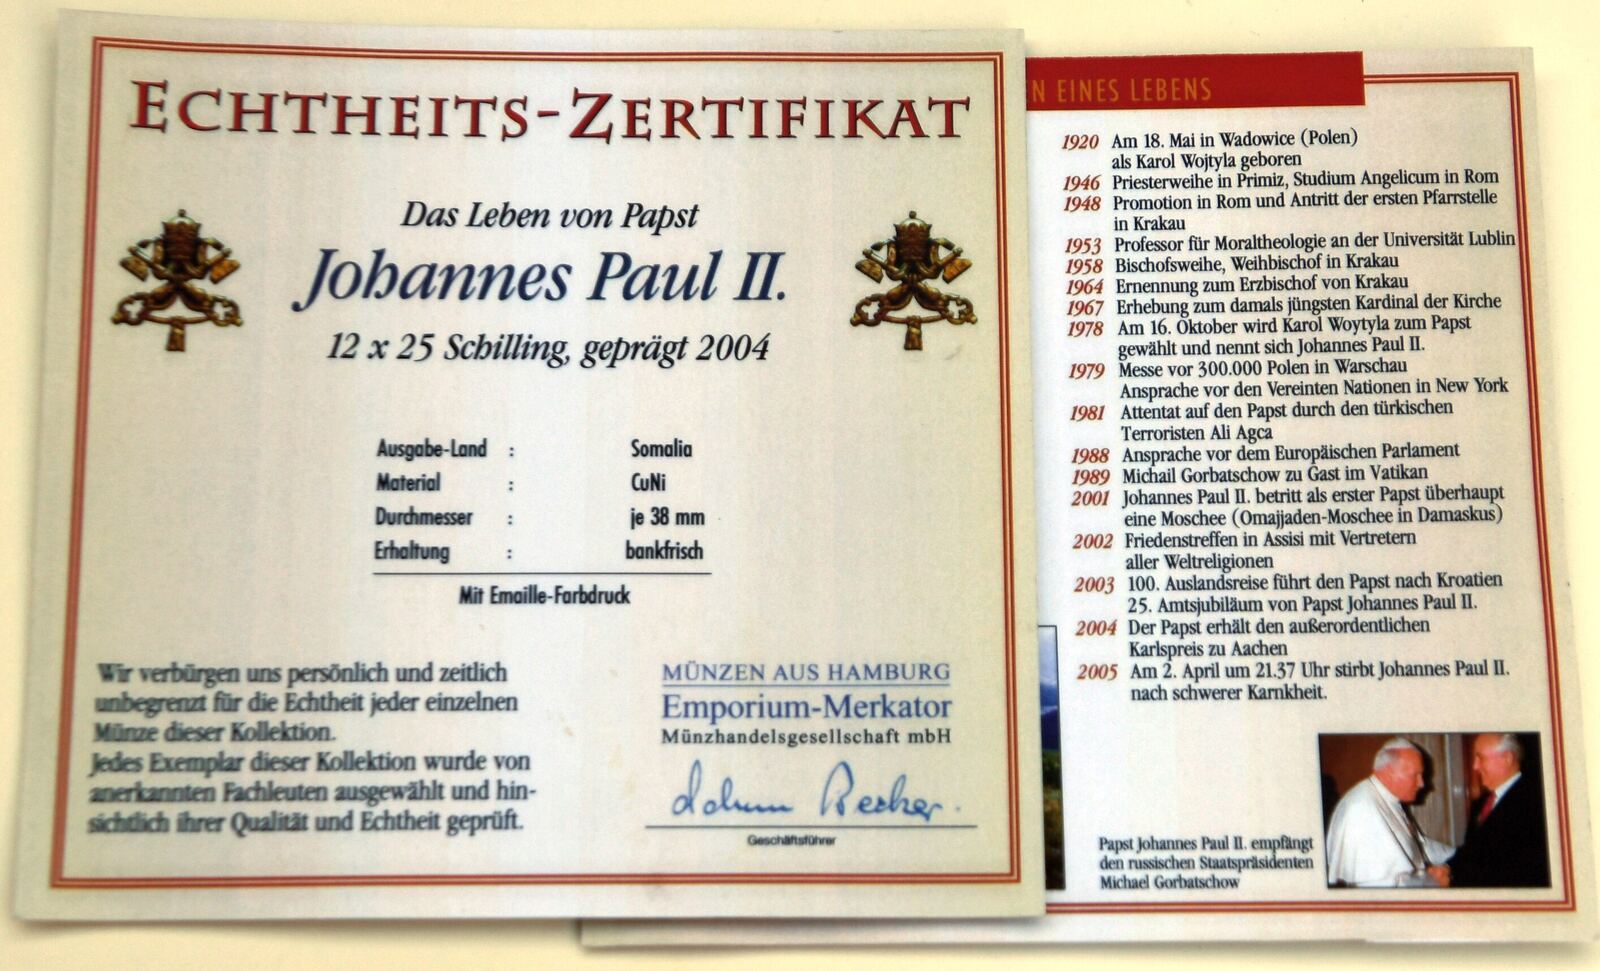 ECHTHEITS-ZERTIFIKAT
Das Leben von Papst
Johannes Paul II.
12 x 25 Schilling, geprägt 2004
Ausgabe-Land : Somalia
Material : CuNi
Durchmesser : je 38 mm
Erhaltung : bankfrisch
Mit Emaille-Farbdruck
Wir verbürgen uns persönlich und zeitlich
unbegrenzt für die Echtheit jeder einzelnen
Münze dieser Kollektion.
Jedes Exemplar dieser Kollektion wurde von
anerkannten Fachleuten ausgewählt und hin-
sichtlich ihrer Qualität und Echtheit geprüft.
MÜNZEN AUS HAMBURG
Emporium-Merkator
Münzhandelsgesellschaft mbH
Becker
Geschäftsführer
N EINES LEBENS
1920 Am 18. Mai in Wadowice (Polen)
als Karol Wojtyla geboren
1946 Priesterweihe in Primiz, Studium Angelicum in Rom
1948 Promotion in Rom und Antritt der ersten Pfarrstelle
in Krakau
1953 Professor für Moraltheologie an der Universität Lublin
1958 Bischofsweihe, Weihbischof in Krakau
1964 Ernennung zum Erzbischof von Krakau
1967 Erhebung zum damals jüngsten Kardinal der Kirche
1978 Am 16. Oktober wird Karol Woytyla zum Papst
gewählt und nennt sich Johannes Paul II.
1979 Messe vor 300.000 Polen in Warschau
Ansprache vor den Vereinten Nationen in New York
1981 Attentat auf den Papst durch den türkischen
Terroristen Ali Agca
1988 Ansprache vor dem Europäischen Parlament
1989 Michail Gorbatschow zu Gast im Vatikan
2001 Johannes Paul II. betritt als erster Papst überhaupt
eine Moschee (Omajjaden-Moschee in Damaskus)
2002 Friedenstreffen in Assisi mit Vertretern
aller Weltreligionen
2003 100. Auslandsreise führt den Papst nach Kroatien
25. Amtsjubiläum von Papst Johannes Paul II.
2004 Der Papst erhält den außerordentlichen
Karlspreis zu Aachen
2005 Am 2. April um 21.37 Uhr stirbt Johannes Paul II.
nach schwerer Karnkheit.
Papst Johannes Paul II. empfängt
den russischen Staatspräsidenten
Michael Gorbatschow